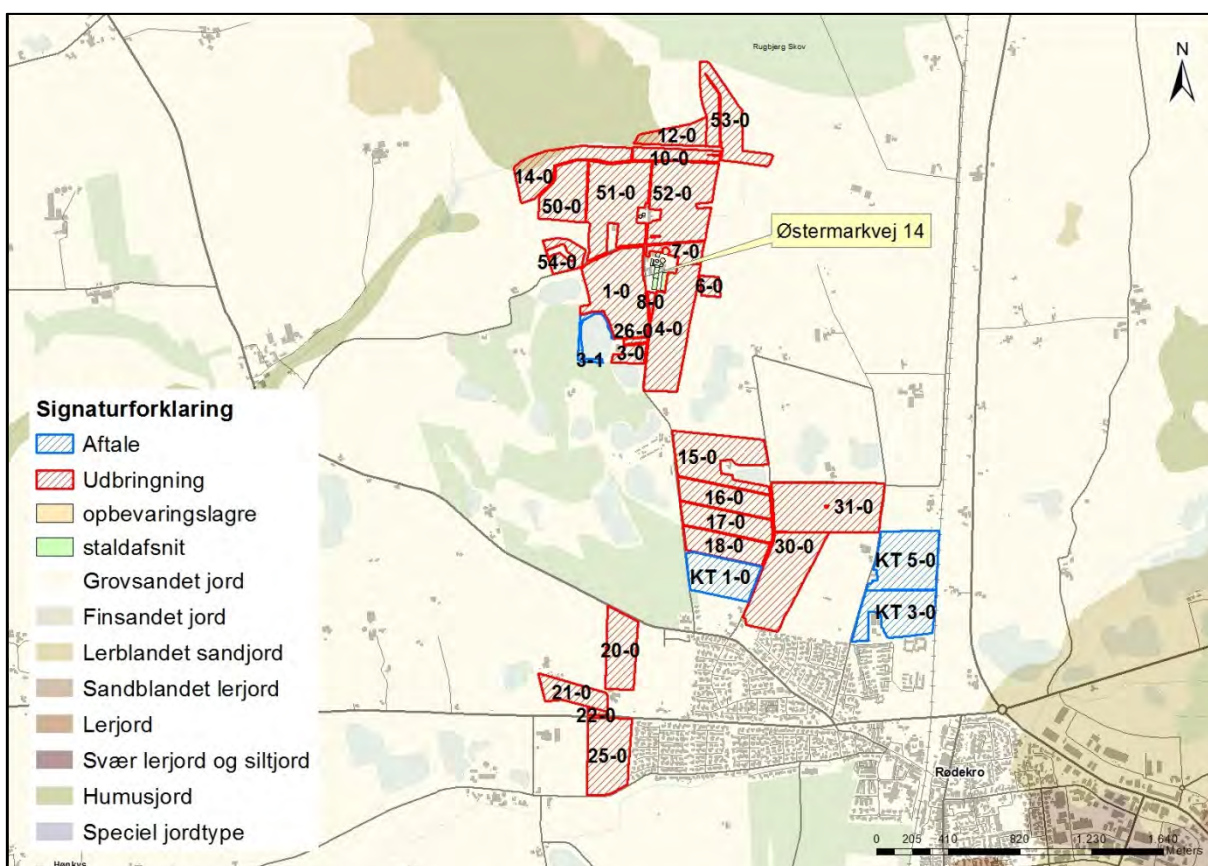 Rugbjerg Skov
N
53-0
12-0
10-0
14-0
51-0
52-0
50-0
Østermarkvej 14
7-0
54-0
6-0
1-0
8-0
26-0
4-0
3-0
3-1
15-0
16-0
31-0
17-0
18-0
30-0
KT 5-0
KT 1-0
KT 3-0
20-0
21-0
22-0
25-0
Rødekro
Signaturforklaring
Aftale
Udbringning
opbevaringslagre
staldafsnit
Grovsandet jord
Finsandet jord
Lerblandet sandjord
Sandblandet lerjord
Lerjord
Svær lerjord og siltjord
Humusjord
Speciel jordtype
0 205 410 820 1.230 1.640
Meters